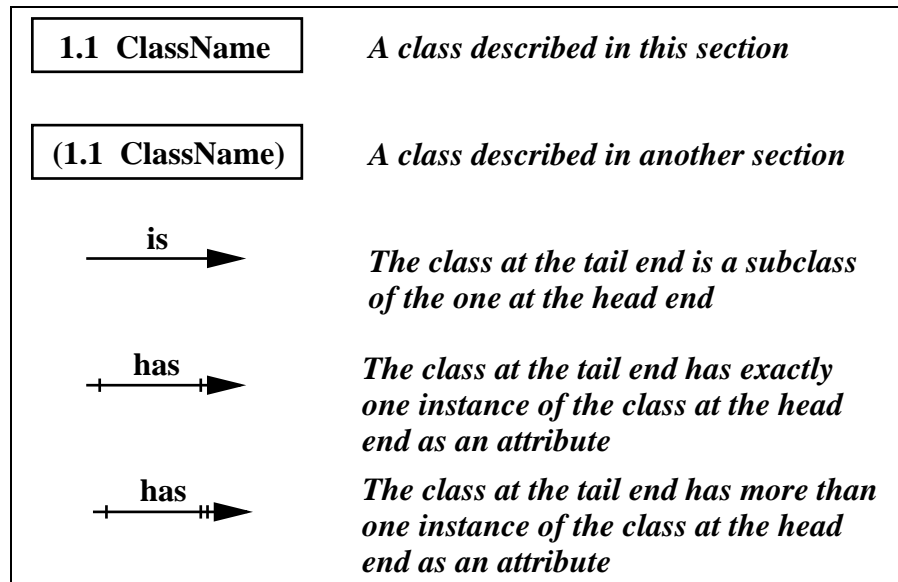 1.1 ClassName
A class described in this section
(1.1 ClassName)
A class described in another section
is
The class at the tail end is a subclass
of the one at the head end
has
The class at the tail end has exactly
one instance of the class at the head
end as an attribute
has
The class at the tail end has more than
one instance of the class at the head
end as an attribute